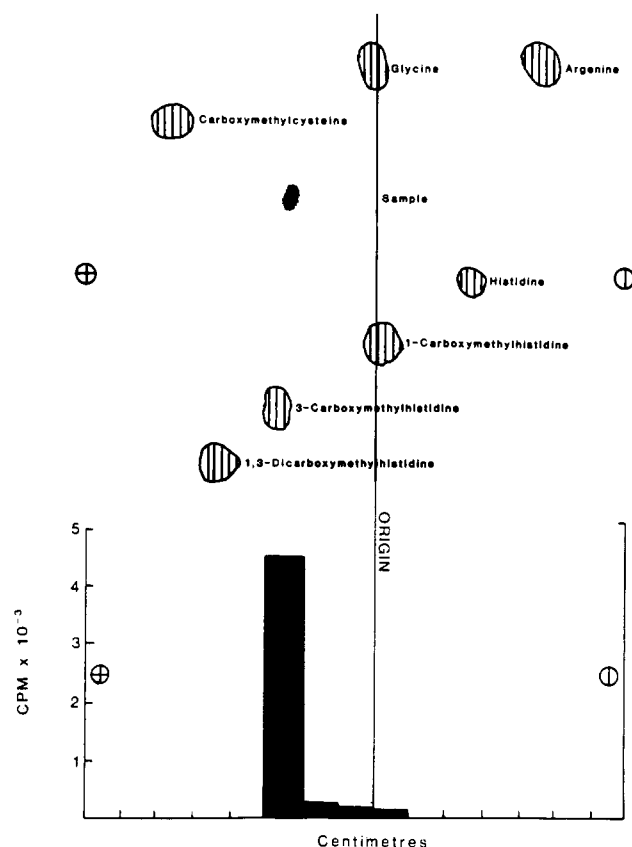 Glycine
Argenine
Carboxymethylcysteine
Sample
Histidine
1-Carboxymethylhistidine
3-Carboxymethylhistidine
1,3-Dicarboxymethylhistidine
ORIGIN
5
4
3
2
1
CPM x 10⁻³
Centimetres